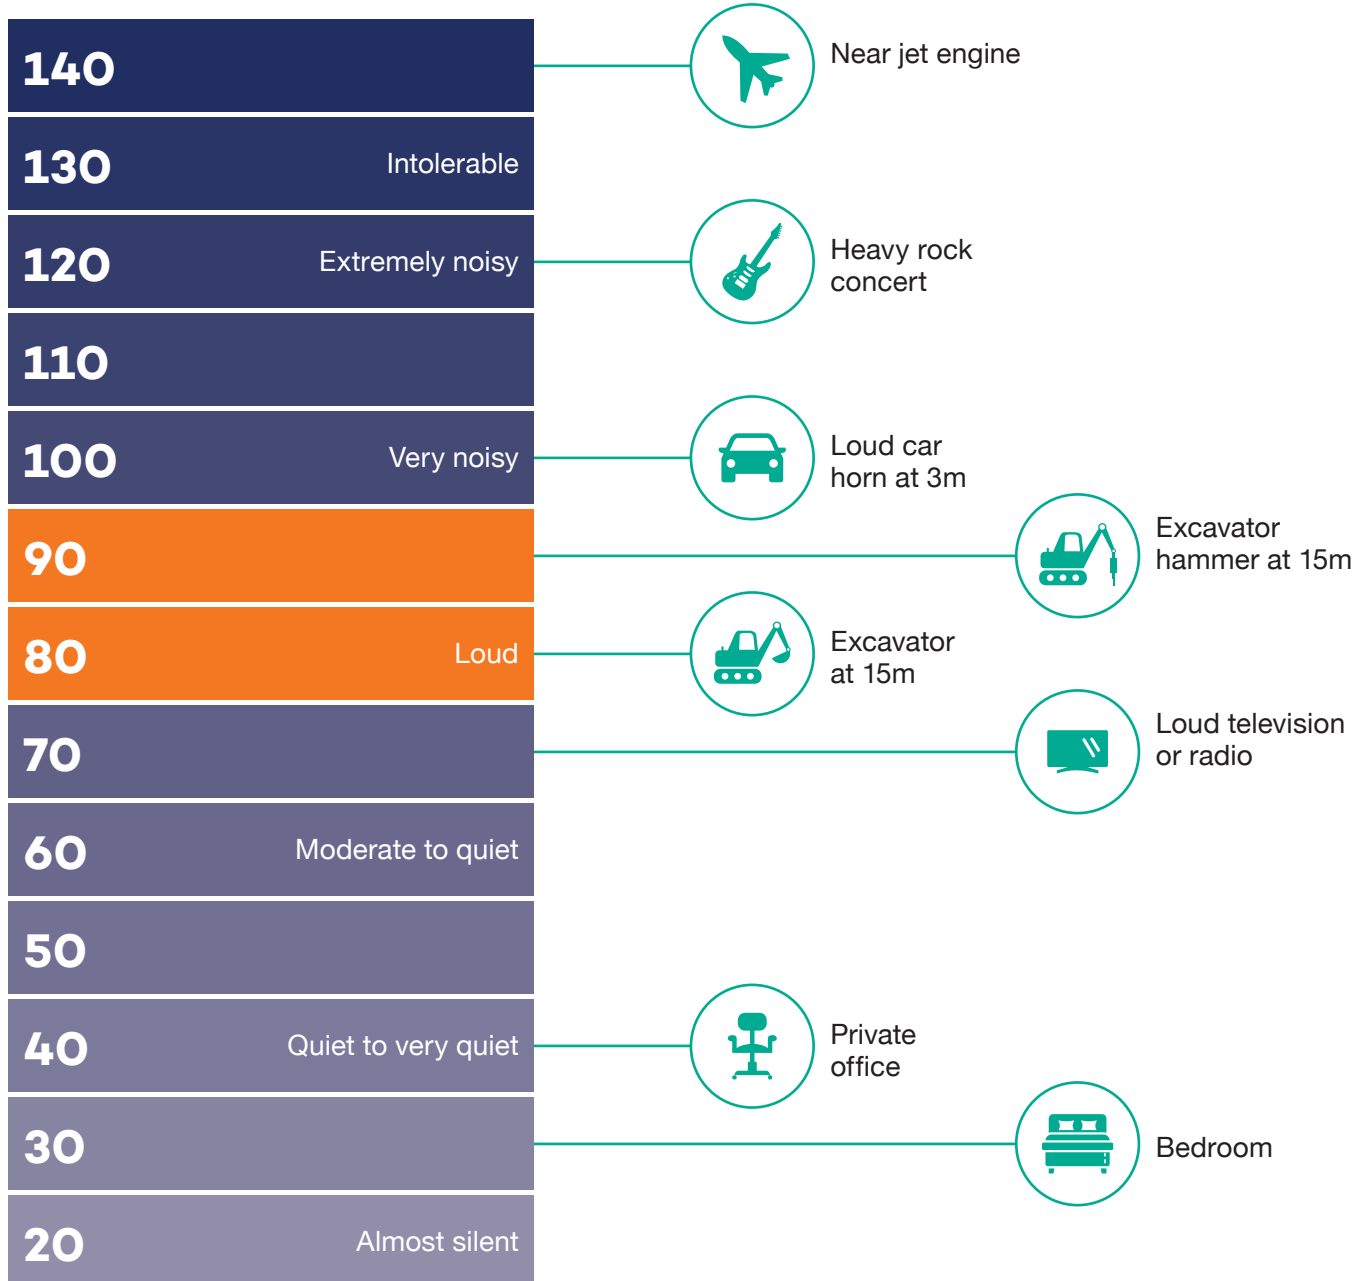 140
Near jet engine
130
Intolerable
120
Extremely noisy
Heavy rock
concert
110
100
Very noisy
Loud car
horn at 3m
90
Excavator
hammer at 15m
80
Loud
Excavator
at 15m
70
Loud television
or radio
60
Moderate to quiet
50
40
Quiet to very quiet
Private
office
30
Bedroom
20
Almost silent